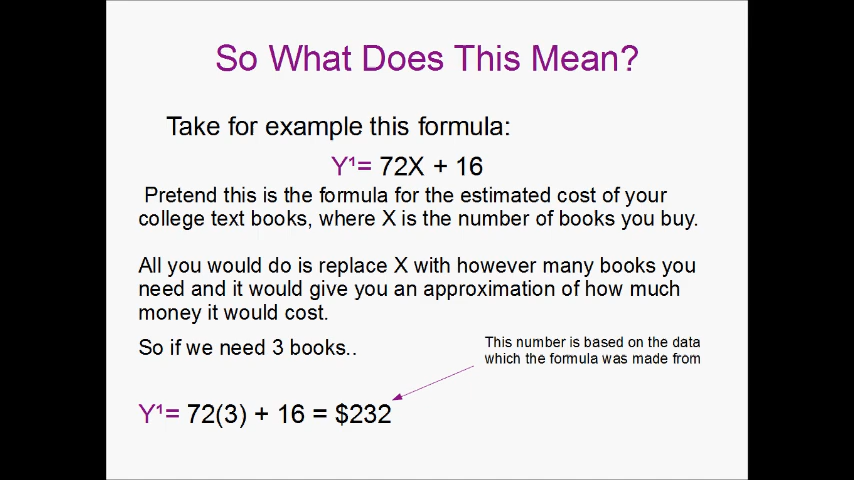 So What Does This Mean?
Take for example this formula:
Y¹= 72X + 16
Pretend this is the formula for the estimated cost of your
college text books, where X is the number of books you buy.
All you would do is replace X with however many books you
need and it would give you an approximation of how much
money it would cost.
So if we need 3 books..
This number is based on the data
which the formula was made from
Y¹= 72(3) + 16 = $232